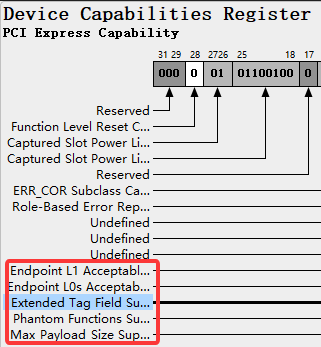 Device Capabilities Register
PCI Express Capability
31 29 28 2726 25 18 17
000 0 01 01100100 0
Reserved
Function Level Reset C...
Captured Slot Power Li...
Captured Slot Power Li...
Reserved
ERR_COR Subclass Ca...
Role-Based Error Rep...
Undefined
Undefined
Undefined
Endpoint L1 Acceptabl...
Endpoint L0s Acceptab...
Extended Tag Field Su...
Phantom Functions Su...
Max Payload Size Sup...